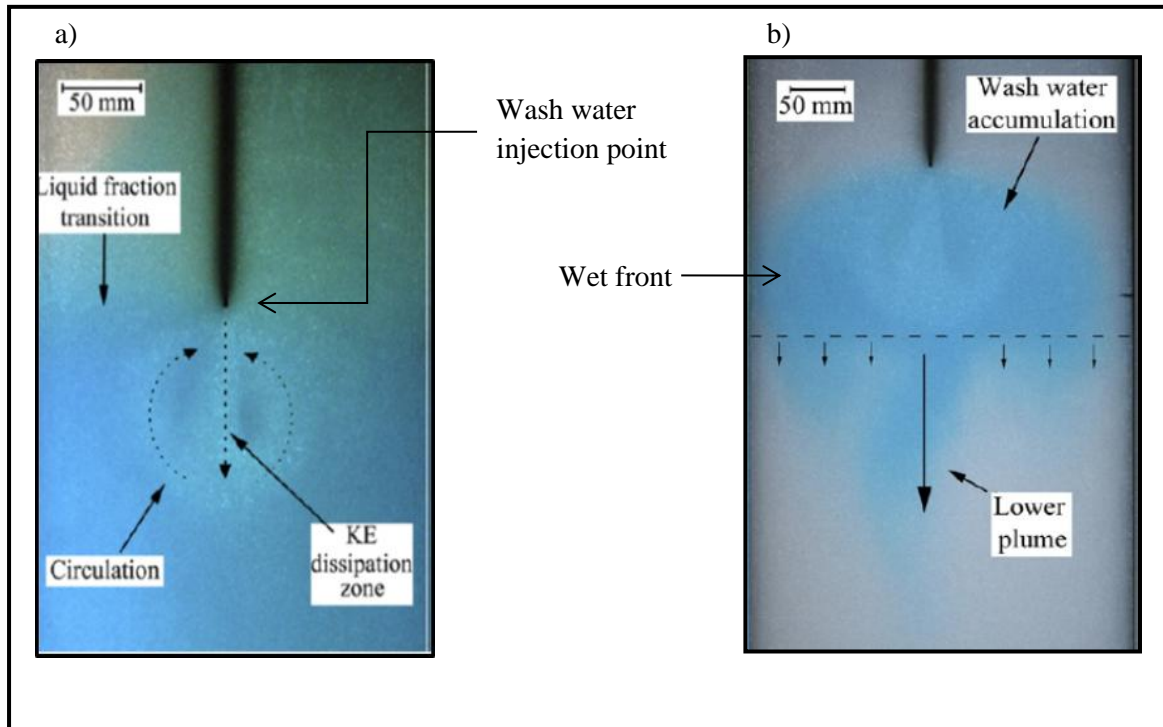 a)
50 mm
Liquid fraction
transition
Circulation
KE
dissipation
zone
Wash water
injection point
b)
50 mm
Wash water
accumulation
Wet front
Lower
plume